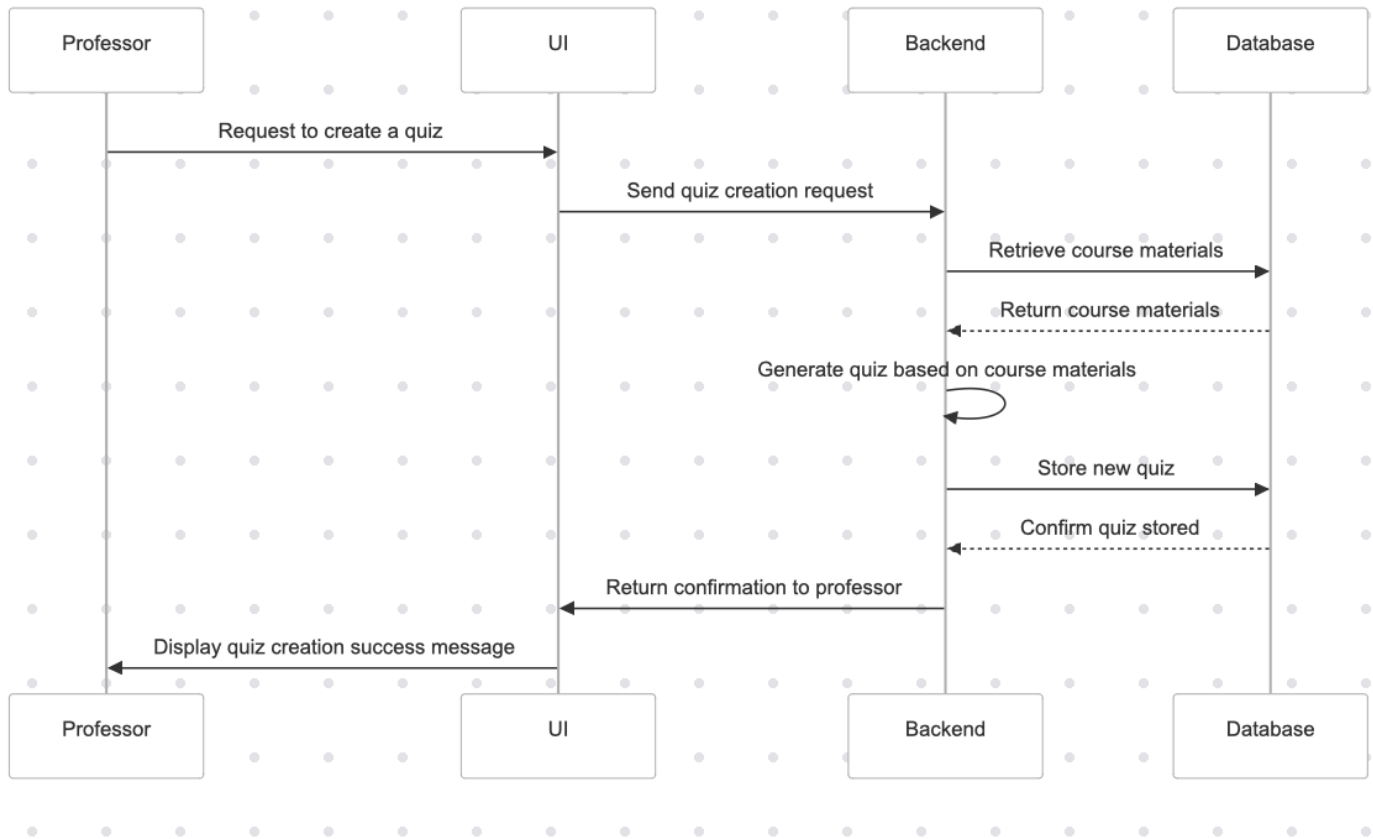 Professor
UI
Backend
Database
Request to create a quiz
Send quiz creation request
Retrieve course materials
Return course materials
Generate quiz based on course materials
Store new quiz
Confirm quiz stored
Return confirmation to professor
Display quiz creation success message
Professor
UI
Backend
Database